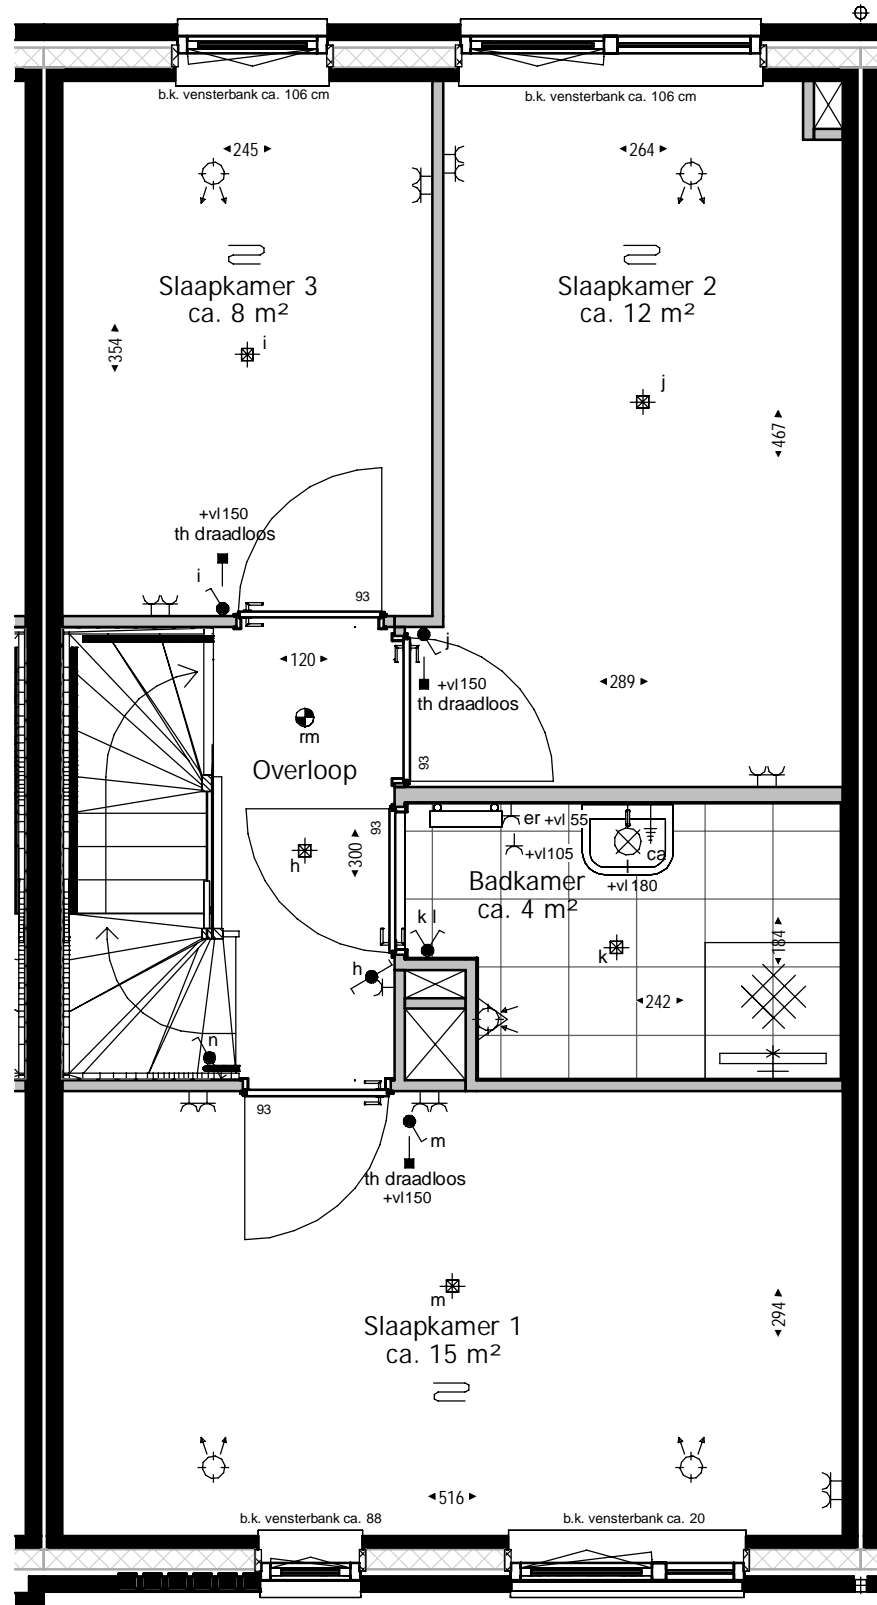 b.k. vensterbank ca. 106 cm
b.k. vensterbank ca. 106 cm
245
264
Slaapkamer 3
ca. 8 m²
Slaapkamer 2
ca. 12 m²
354
i
j
467
+vl150
th draadloos
i
93
j
120
+vl150
th draadloos
289
rm
Overloop
93
93
h
300
er +vl 55
+vl105
ca
+vl 180
Badkamer
ca. 4 m²
k l
k
184
h
242
n
93
m
th draadloos
+vl150
m
Slaapkamer 1
ca. 15 m²
294
516
b.k. vensterbank ca. 88
b.k. vensterbank ca. 20